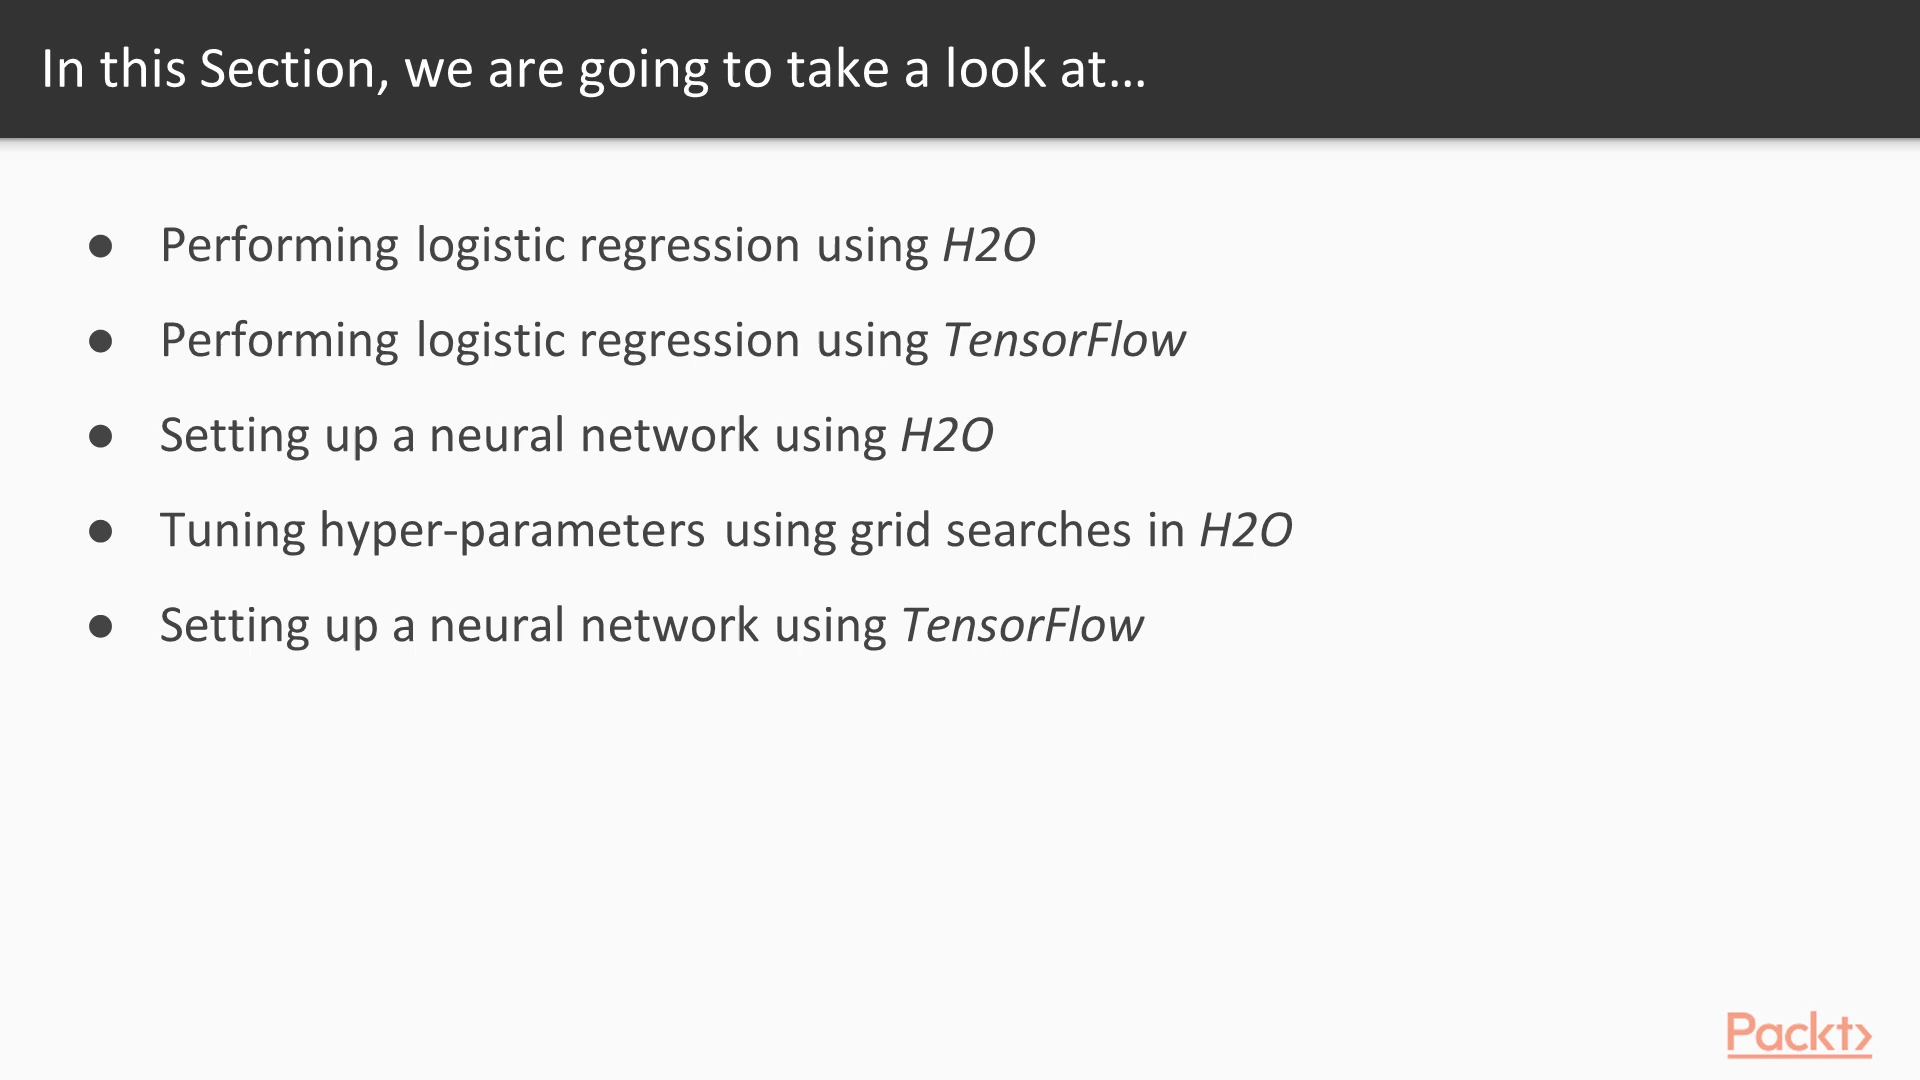 In this Section, we are going to take a look at...
● Performing logistic regression using H2O
● Performing logistic regression using TensorFlow
● Setting up a neural network using H2O
● Tuning hyper-parameters using grid searches in H2O
● Setting up a neural network using TensorFlow
Packt>